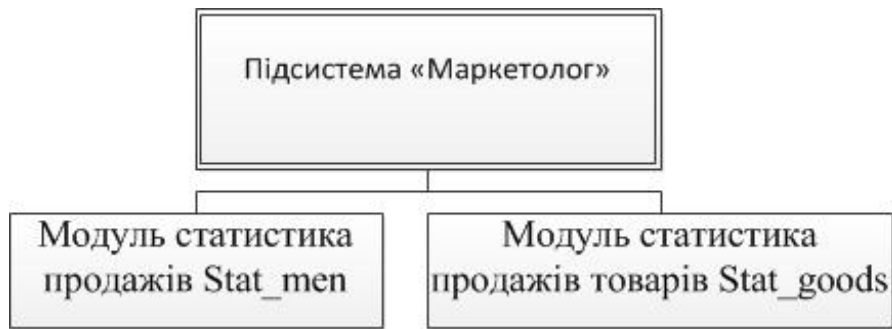 Підсистема «Маркетолог»
Модуль статистика
продажів Stat_men
Модуль статистика
продажів товарів Stat_goods